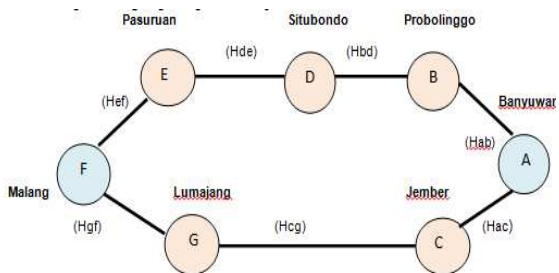 Pasuruan
Situbondo
Probolinggo
(Hde)
(Hbd)
E
D
B
(Hef)
Banyuwan
(Hab)
A
F
Malang
Lumajang
Jember
(Hgf)
(Hcg)
(Hac)
G
C